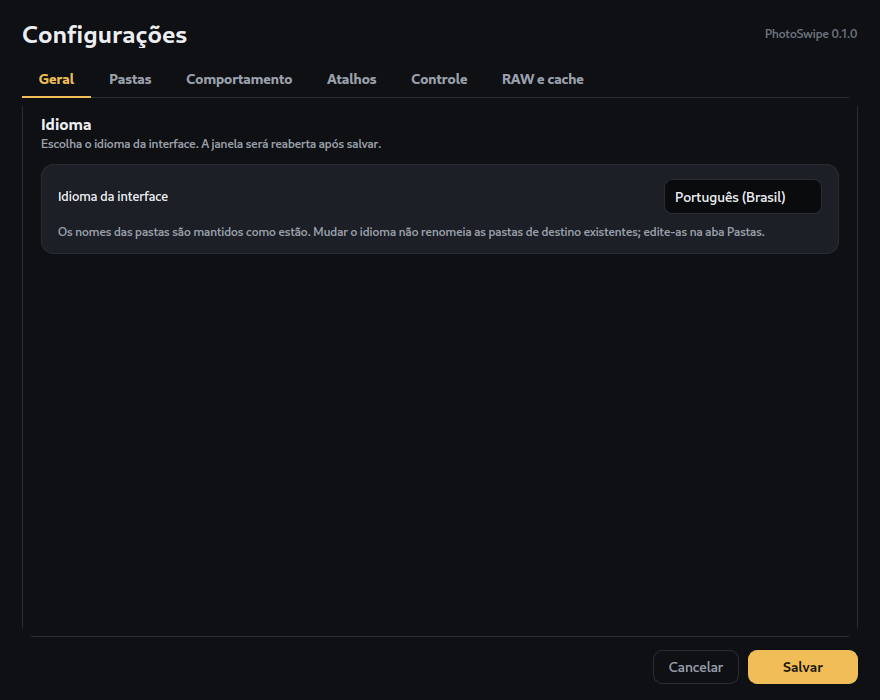 Configurações
PhotoSwipe 0.1.0
Geral Pastas Comportamento Atalhos Controle RAW e cache
Idioma
Escolha o idioma da interface. A janela será reaberta após salvar.
Idioma da interface Português (Brasil)
Os nomes das pastas são mantidos como estão. Mudar o idioma não renomeia as pastas de destino existentes; edite-as na aba Pastas.
Cancelar Salvar